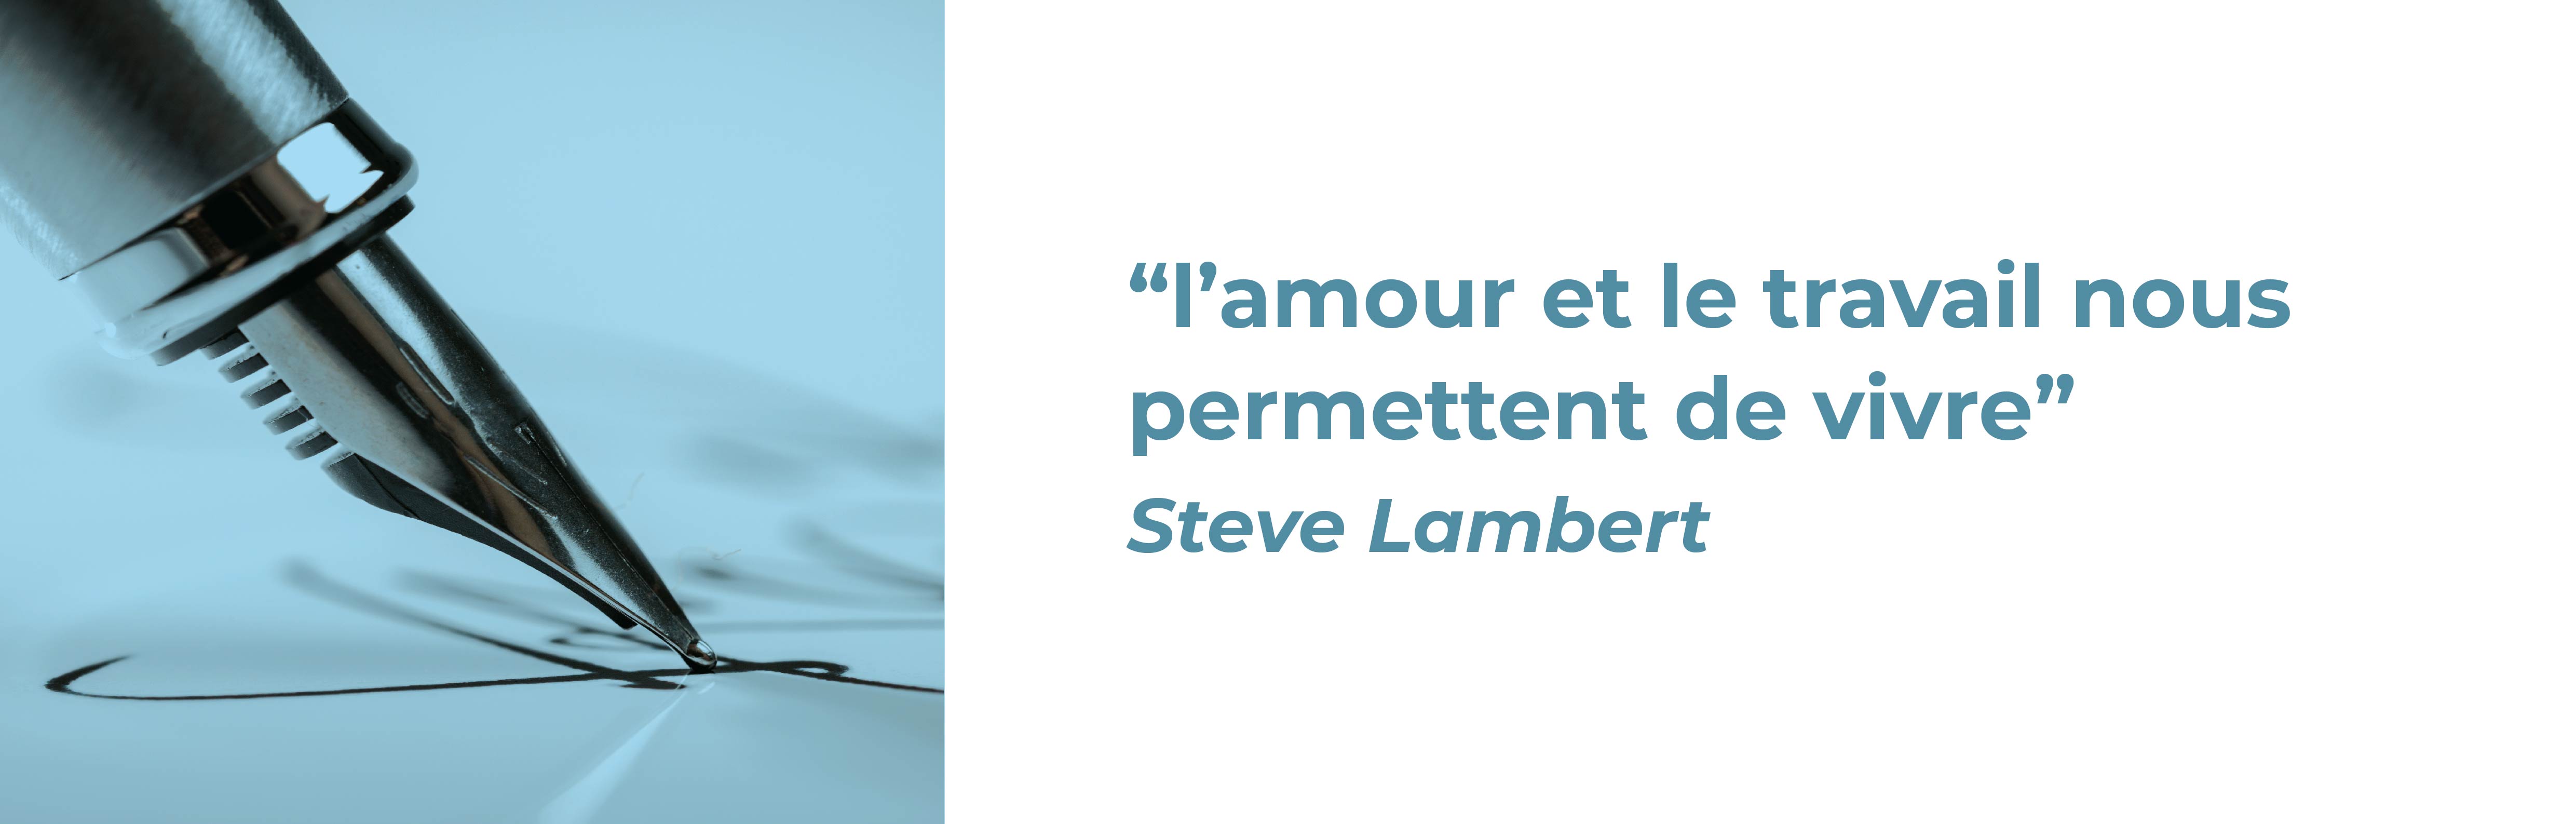 “l’amour et le travail nous
permettent de vivre”
Steve Lambert